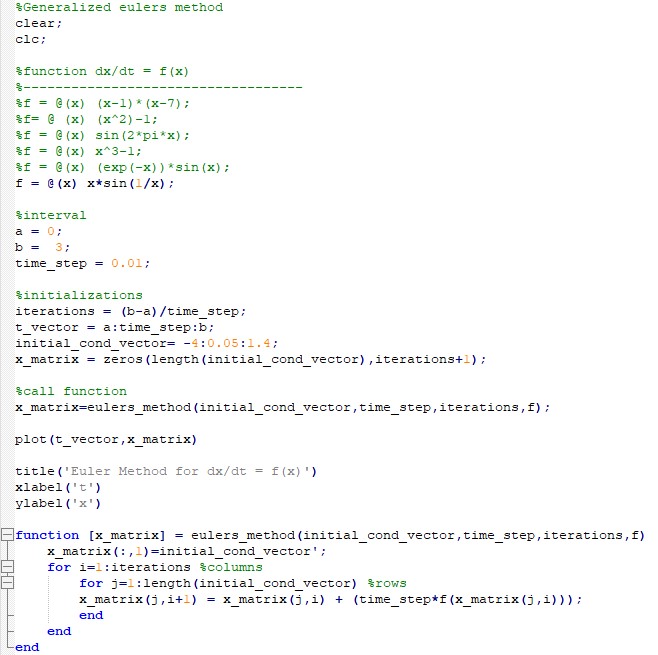 %Generalized eulers method
clear;
clc;
%function dx/dt = f(x)
%-----------------------------------
%f = @(x) (x-1)*(x-7);
%f= @ (x) (x^2)-1;
%f = @(x) sin(2*pi*x);
%f = @(x) x^3-1;
%f = @(x) (exp(-x))*sin(x);
f = @(x) x*sin(1/x);
%interval
a = 0;
b =  3;
time_step = 0.01;
%initializations
iterations = (b-a)/time_step;
t_vector = a:time_step:b;
initial_cond_vector= -4:0.05:1.4;
x_matrix = zeros(length(initial_cond_vector),iterations+1);
%call function
x_matrix=eulers_method(initial_cond_vector,time_step,iterations,f);
plot(t_vector,x_matrix)
title('Euler Method for dx/dt = f(x)')
xlabel('t')
ylabel('x')
function [x_matrix] = eulers_method(initial_cond_vector,time_step,iterations,f)
    x_matrix(:,1)=initial_cond_vector';
    for i=1:iterations %columns
        for j=1:length(initial_cond_vector) %rows
        x_matrix(j,i+1) = x_matrix(j,i) + (time_step*f(x_matrix(j,i)));
        end
    end
end